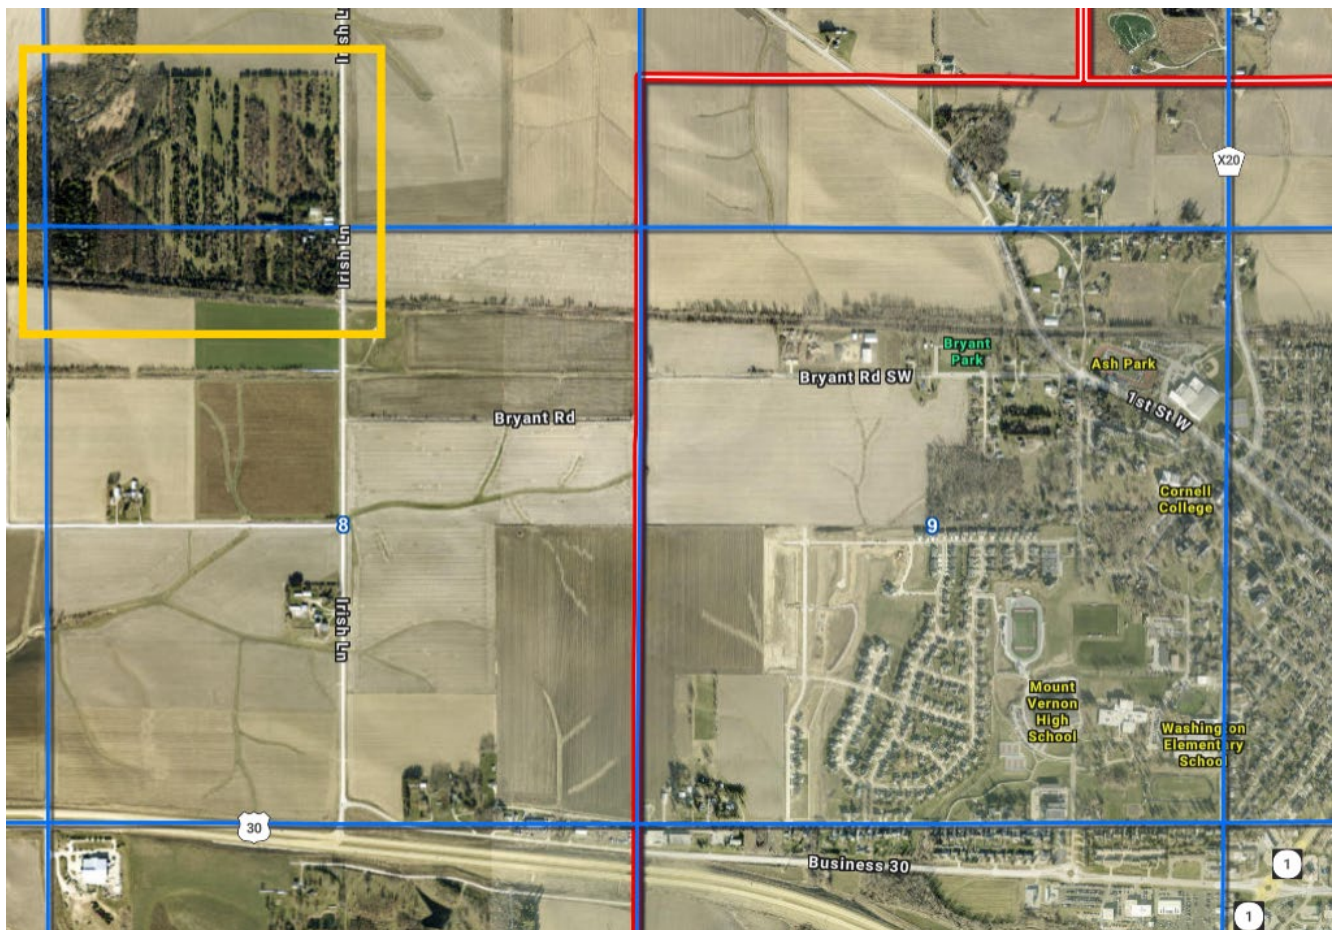 Irish Ln
X20
Irish Ln
Bryant
Park
Ash Park
Bryant Rd SW
1st St W
Bryant Rd
Cornell
College
8
9
Irish Ln
Mount
Vernon
High
School
Washington
Elementary
School
30
Business 30
1
1